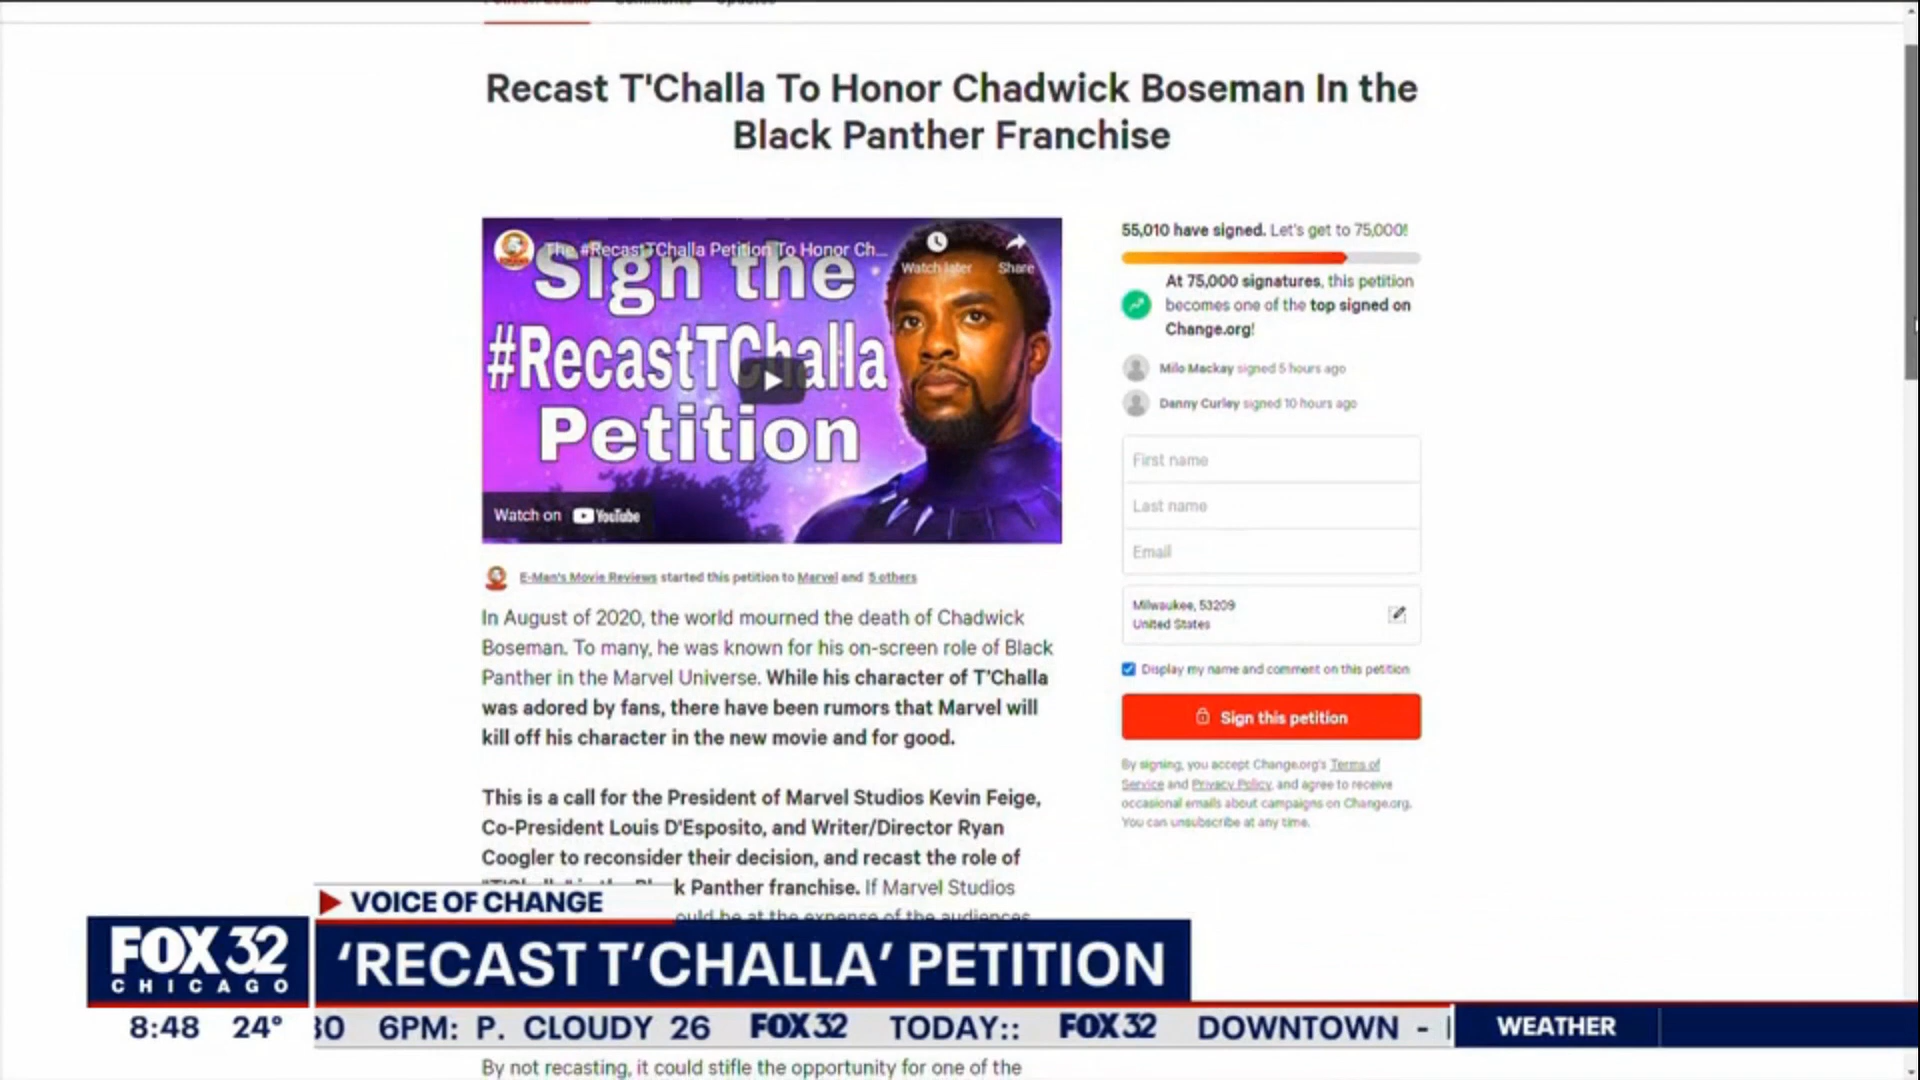 Petition details Comments Updates
Recast T'Challa To Honor Chadwick Boseman In the
Black Panther Franchise
The #RecastTChalla Petition To Honor Ch...
Watch later
Share
Sign the
#RecastTChalla
Petition
Watch on YouTube
55,010 have signed. Let's get to 75,000!
At 75,000 signatures, this petition
becomes one of the top signed on
Change.org!
Milo Mackay signed 5 hours ago
Danny Curley signed 10 hours ago
First name
Last name
Email
Milwaukee, 53209
United States
Display my name and comment on this petition
Sign this petition
By signing, you accept Change.org's Terms of
Service and Privacy Policy, and agree to receive
occasional emails about campaigns on Change.org.
You can unsubscribe at any time.
E-Man's Movie Reviews started this petition to Marvel and 5 others
In August of 2020, the world mourned the death of Chadwick
Boseman. To many, he was known for his on-screen role of Black
Panther in the Marvel Universe. While his character of T'Challa
was adored by fans, there have been rumors that Marvel will
kill off his character in the new movie and for good.
This is a call for the President of Marvel Studios Kevin Feige,
Co-President Louis D'Esposito, and Writer/Director Ryan
Coogler to reconsider their decision, and recast the role of
k Panther franchise. If Marvel Studios
ould be at the expense of the audiences
VOICE OF CHANGE
FOX 32
CHICAGO
'RECAST T'CHALLA' PETITION
8:48 24°
30 6PM: P. CLOUDY 26 FOX 32 TODAY:: FOX 32 DOWNTOWN -
WEATHER
By not recasting, it could stifle the opportunity for one of the